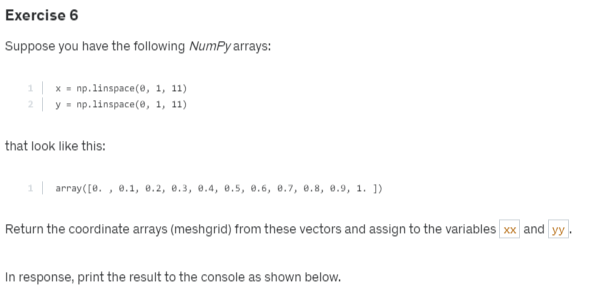 Exercise 6
Suppose you have the following NumPy arrays:
1 x = np.linspace(0, 1, 11)
2 y = np.linspace(0, 1, 11)
that look like this:
1 array([0. , 0.1, 0.2, 0.3, 0.4, 0.5, 0.6, 0.7, 0.8, 0.9, 1. ])
Return the coordinate arrays (meshgrid) from these vectors and assign to the variables xx and yy.
In response, print the result to the console as shown below.